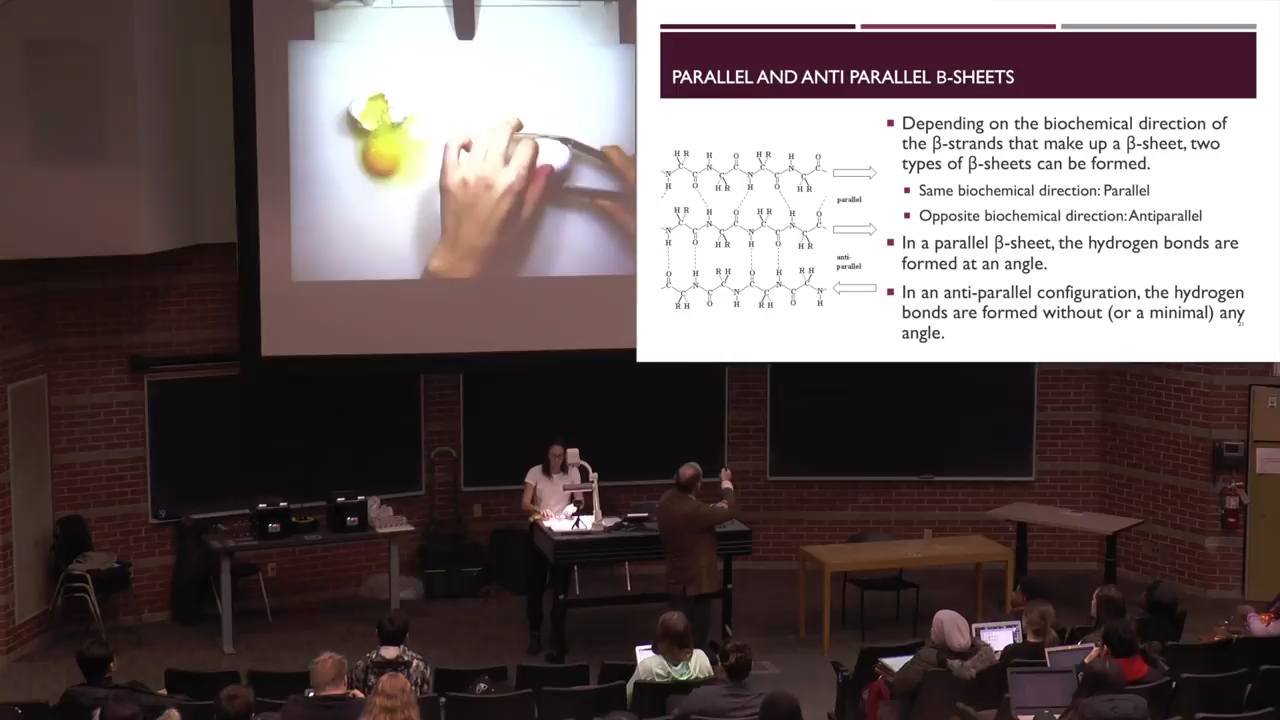 PARALLEL AND ANTI PARALLEL B-SHEETS
Depending on the biochemical direction of
the β-strands that make up a β-sheet, two
types of β-sheets can be formed.
Same biochemical direction: Parallel
Opposite biochemical direction: Antiparallel
In a parallel β-sheet, the hydrogen bonds are
formed at an angle.
In an anti-parallel configuration, the hydrogen
bonds are formed without (or a minimal) any
angle.
parallel
anti-
parallel